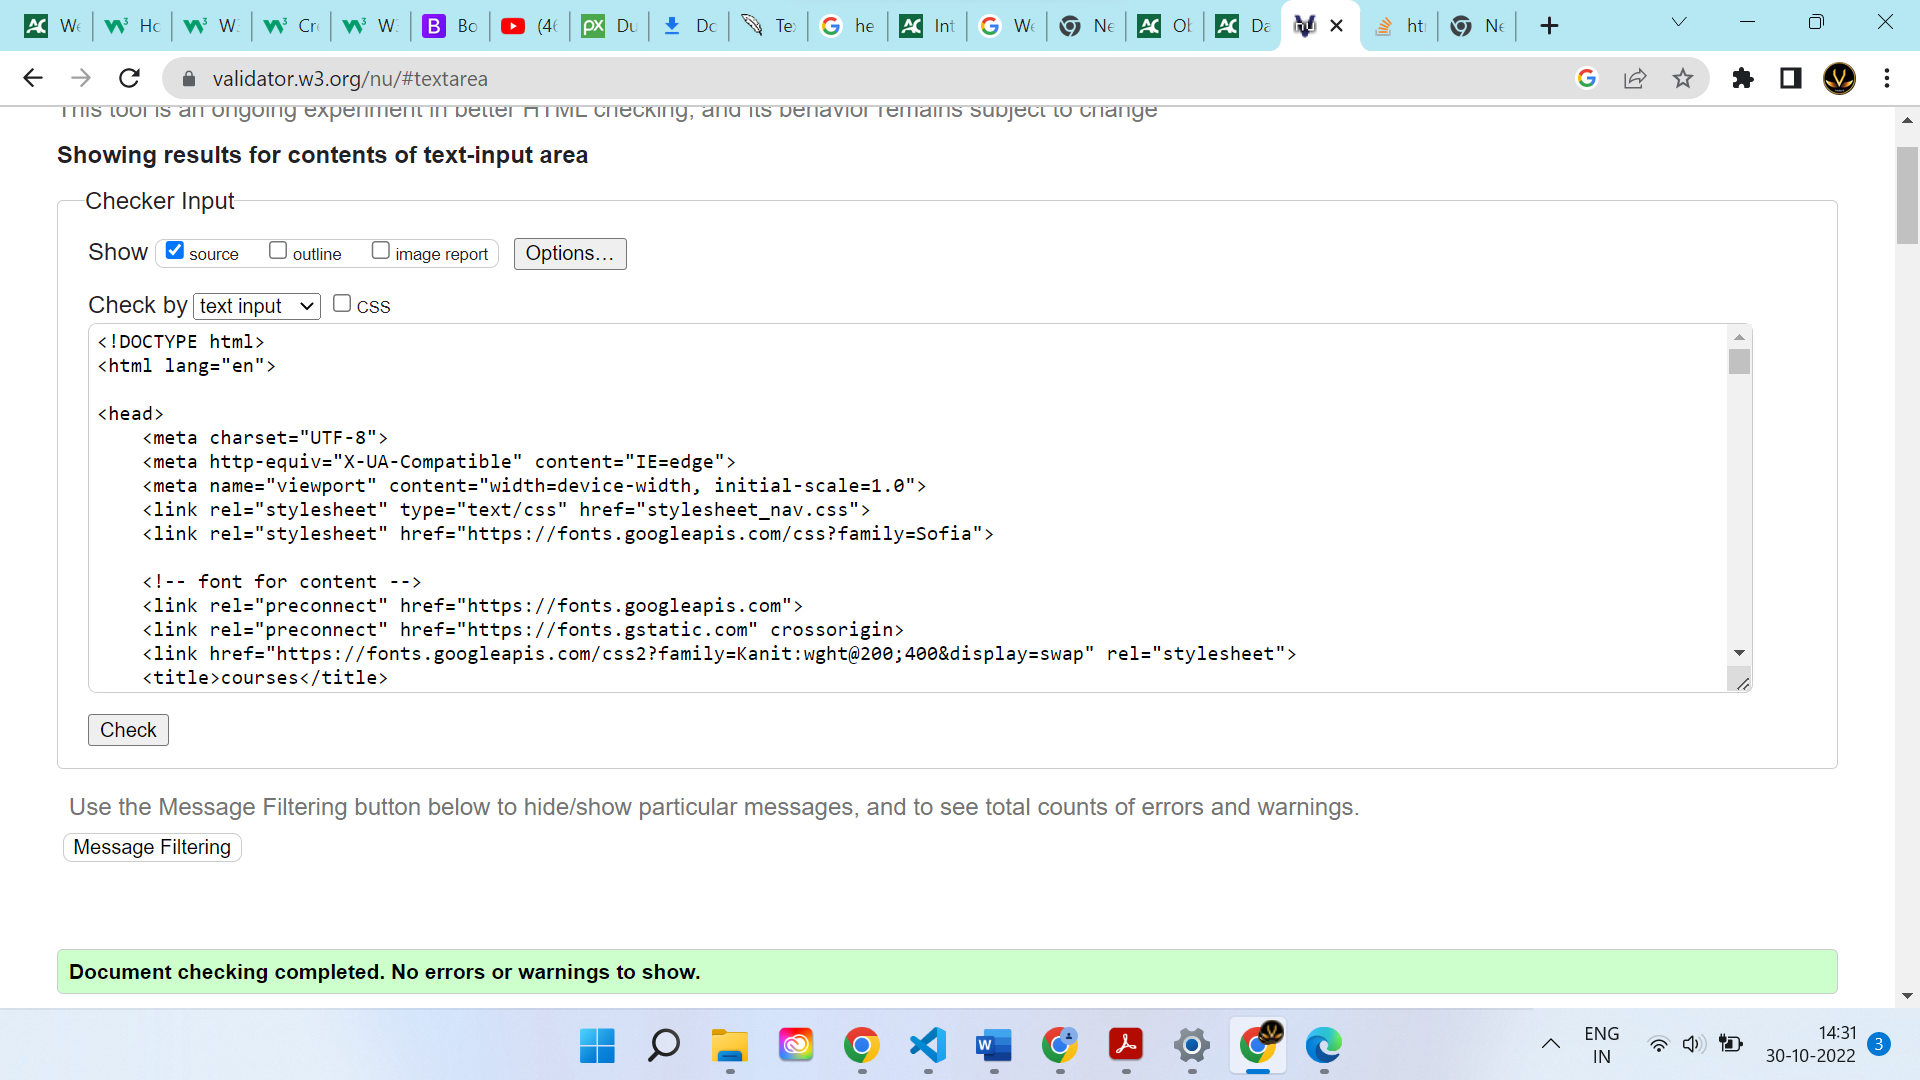 We
Ho
W
Cre
W
Bo
(46
Du
Do
Te
he
Int
We
Ne
Ob
Da
ht
Ne
validator.w3.org/nu/#textarea
This tool is an ongoing experiment in better HTML checking, and its behavior remains subject to change
Showing results for contents of text-input area
Checker Input
Show source outline image report Options...
Check by text input CSS
<!DOCTYPE html>
<html lang="en">
<head>
<meta charset="UTF-8">
<meta http-equiv="X-UA-Compatible" content="IE=edge">
<meta name="viewport" content="width=device-width, initial-scale=1.0">
<link rel="stylesheet" type="text/css" href="stylesheet_nav.css">
<link rel="stylesheet" href="https://fonts.googleapis.com/css?family=Sofia">
<!-- font for content -->
<link rel="preconnect" href="https://fonts.googleapis.com">
<link rel="preconnect" href="https://fonts.gstatic.com" crossorigin>
<link href="https://fonts.googleapis.com/css2?family=Kanit:wght@200;400&display=swap" rel="stylesheet">
<title>courses</title>
Check
Use the Message Filtering button below to hide/show particular messages, and to see total counts of errors and warnings.
Message Filtering
Document checking completed. No errors or warnings to show.
ENG
IN
14:31
30-10-2022
3